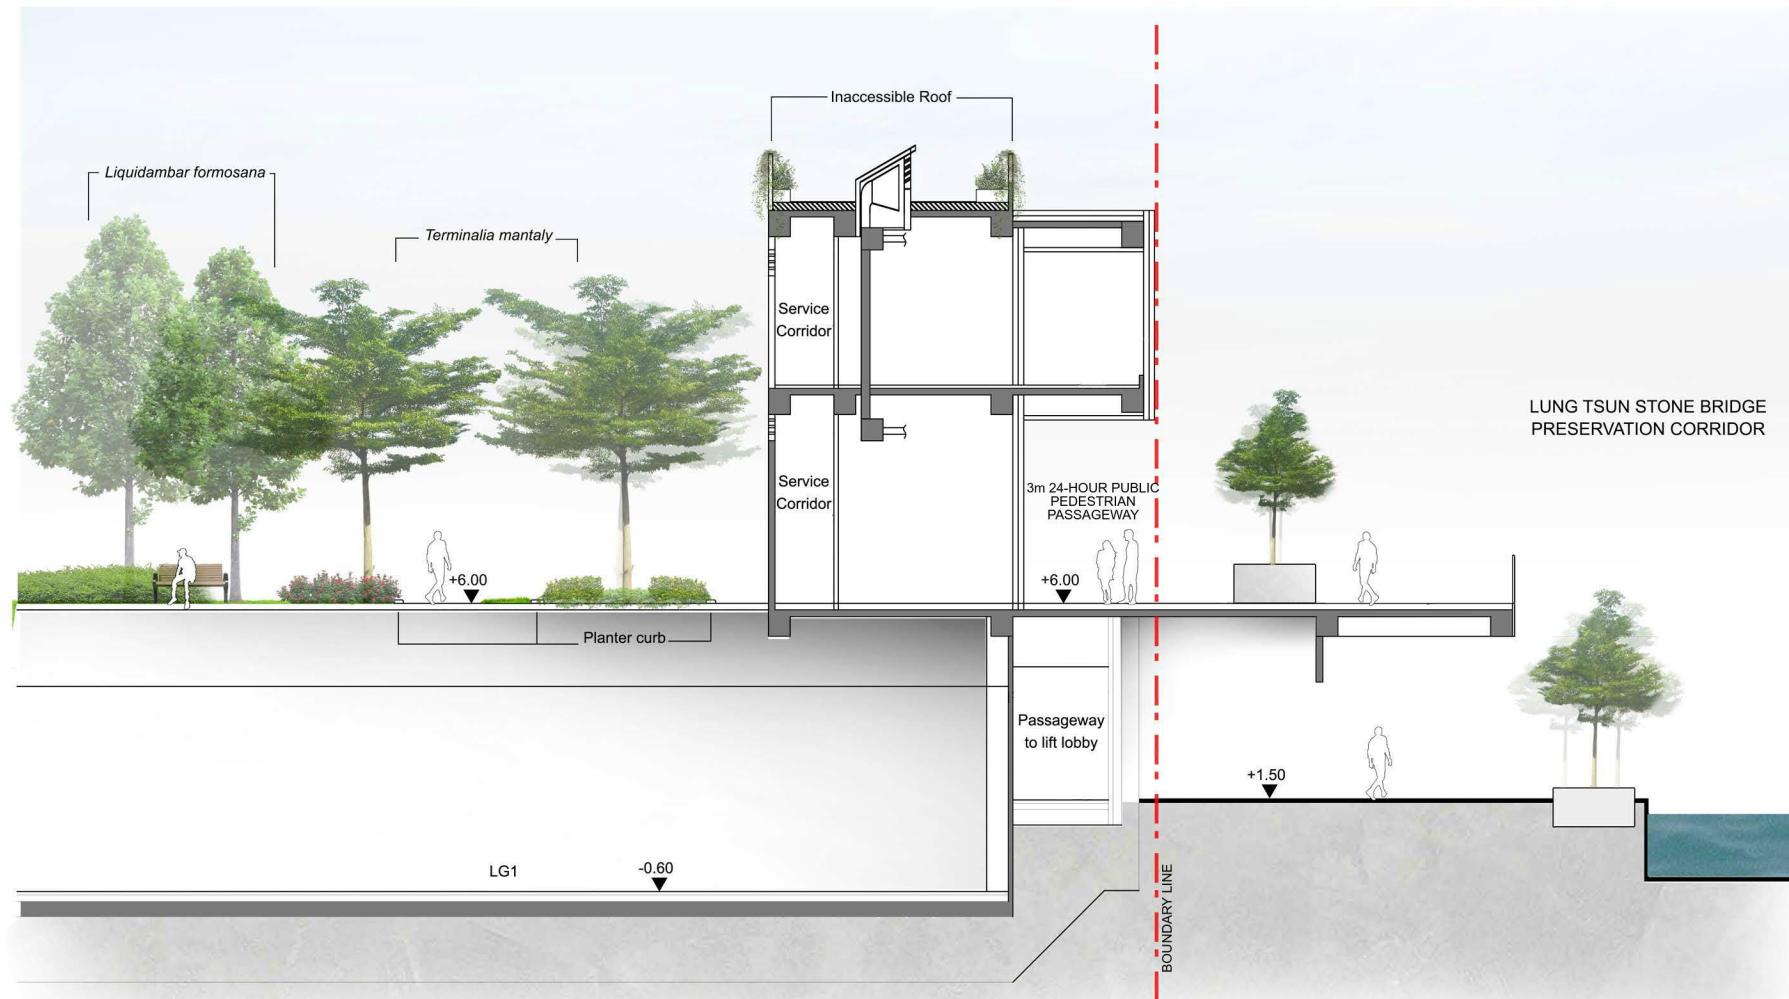 Inaccessible Roof
Liquidambar formosana
Terminalia mantaly
Service
Corridor
LUNG TSUN STONE BRIDGE
PRESERVATION CORRIDOR
Service
Corridor
3m 24-HOUR PUBLIC
PEDESTRIAN
PASSAGEWAY
+6.00
+6.00
Planter curb
Passageway
to lift lobby
+1.50
LG1
-0.60
BOUNDARY LINE